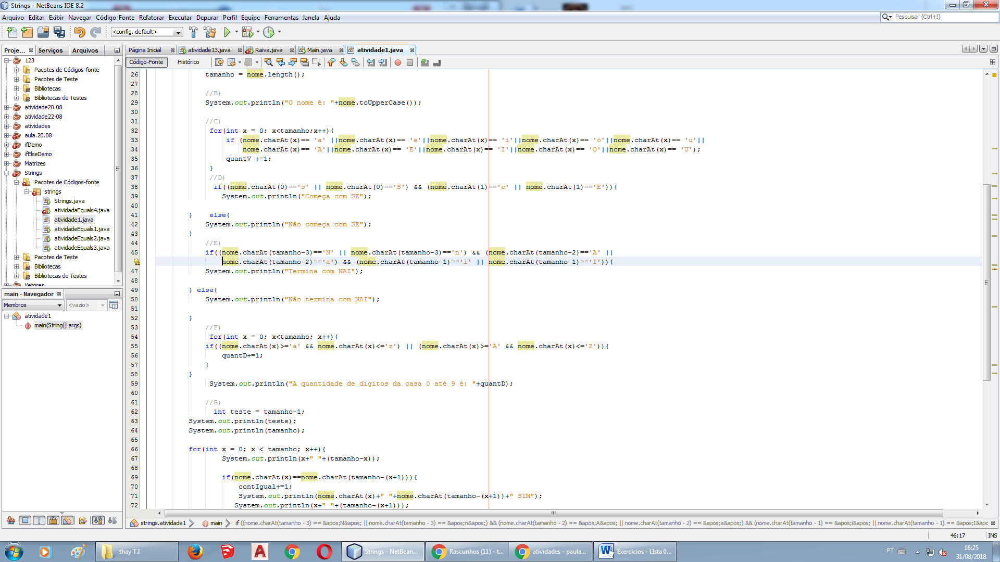 Strings - NetBeans IDE 8.2
Arquivo Editar Exibir Navegar Código-Fonte Refatorar Executar Depurar Perfil Equipe Ferramentas Janela Ajuda
Pesquisar (Ctrl+I)
<config. default>
Proje... Serviços Arquivos
Página Inicial atividade13.java Raiva.java Main.java atividade1.java
Código-Fonte Histórico
123
Pacotes de Códigos-fonte
Pacotes de Teste
Bibliotecas
Bibliotecas de Testes
atividade20.08
atividade22-08
atividades
aula.20.08
ifDemo
ifElseDemo
Matrizes
Strings
Pacotes de Códigos-fonte
strings
Strings.java
atividadaEquals4.java
atividade1.java
atividadeEquals1.java
atividadeEquals2.java
atividadeEquals3.java
Pacotes de Teste
Bibliotecas
Bibliotecas de Testes
Vetores
main - Navegador
Membros <vazio>
atividade1
main(String[] args)
26 tamanho = nome.length();
27
28 //B)
29 System.out.println("O nome é: "+nome.toUpperCase());
30
31 //C)
32 for(int x = 0; x<tamanho;x++){
33 if (nome.charAt(x)== 'a' ||nome.charAt(x)== 'e'||nome.charAt(x)== 'i'||nome.charAt(x)== 'o'||nome.charAt(x)== 'u'||
34 nome.charAt(x)== 'A'||nome.charAt(x)== 'E'||nome.charAt(x)== 'I'||nome.charAt(x)== 'O'||nome.charAt(x)== 'U');
35 quantV +=1;
36 }
37 //D)
38 if((nome.charAt(0)=='s' || nome.charAt(0)=='S') && (nome.charAt(1)=='e' || nome.charAt(1)=='E')){
39 System.out.println("Começa com SE");
40
41 } else{
42 System.out.println("Não começa com SE");
43 }
44 //E)
45 if((nome.charAt(tamanho-3)=='N' || nome.charAt(tamanho-3)=='n') && (nome.charAt(tamanho-2)=='A' ||
nome.charAt(tamanho-2)=='a') && (nome.charAt(tamanho-1)=='i' || nome.charAt(tamanho-1)=='I')){
47 System.out.println("Termina com NAI");
48
49 } else{
50 System.out.println("Não termina com NAI");
51
52 }
53 //F)
54 for(int x = 0; x<tamanho; x++){
55 if((nome.charAt(x)>='a' && nome.charAt(x)<='z') || (nome.charAt(x)>='A' && nome.charAt(x)<='Z')){
56 quantD+=1;
57 }
58 }
59 System.out.println("A quantidade de digitos da casa 0 até 9 é: "+quantD);
60
61 //G)
62 int teste = tamanho-1;
63 System.out.println(teste);
64 System.out.println(tamanho);
65
66 for(int x = 0; x < tamanho; x++){
67 System.out.println(x+" "+(tamanho-x));
68
69 if(nome.charAt(x)==nome.charAt(tamanho-(x+1))){
70 contIgual+=1;
71 System.out.println(nome.charAt(x)+" "+nome.charAt(tamanho-(x+1))+" SIM");
72 System.out.println(x+" "+(tamanho-(x+1)));
strings.atividade1 main if ((nome.charAt(tamanho - 3) == &apos;N&apos; || nome.charAt(tamanho - 3) == &apos;n&apos;) && (nome.charAt(tamanho - 2) == &apos;A&apos; || nome.charAt(tamanho - 2) == &apos;a&apos;) && (nome.charAt(tamanho - 1) == &apos;i&apos; || nome.charAt(tamanho - 1) == &apos;I&apo
46:17 INS
thay T.I Strings - NetBean... Rascunhos (11) - t... atividades - paula... Exercícios - LIsta 0... PT 16:25
31/08/2018